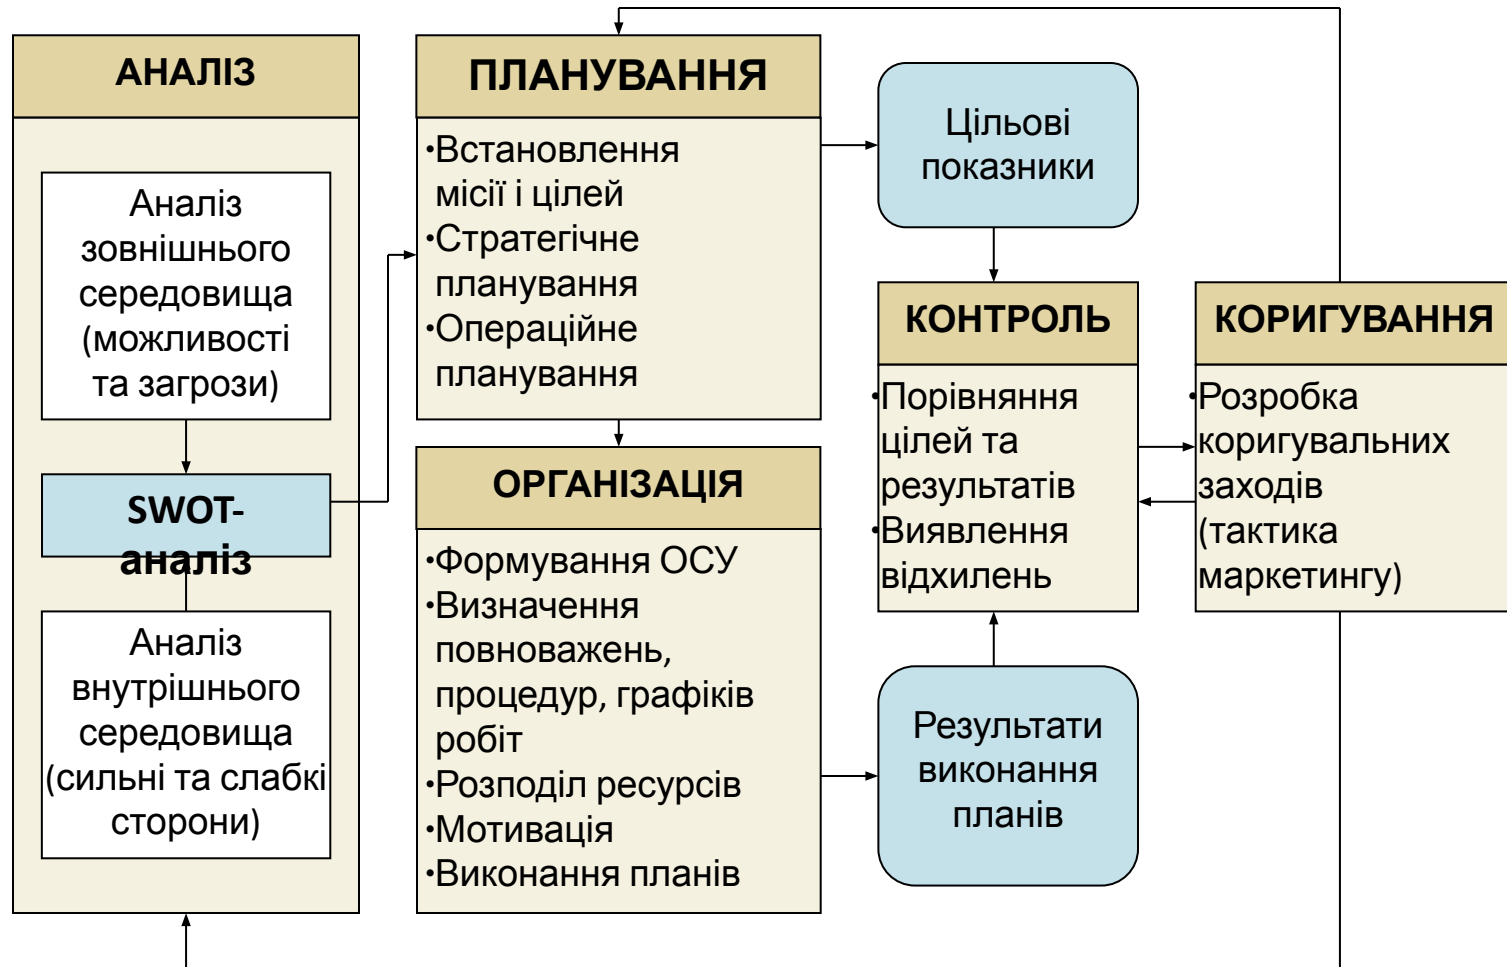 АНАЛІЗ
Аналіз
зовнішнього
середовища
(можливості
та загрози)
SWOT-
аналіз
Аналіз
внутрішнього
середовища
(сильні та слабкі
сторони)
ПЛАНУВАННЯ
•Встановлення
місії і цілей
•Стратегічне
планування
•Операційне
планування
ОРГАНІЗАЦІЯ
•Формування ОСУ
•Визначення
повноважень,
процедур, графіків
робіт
•Розподіл ресурсів
•Мотивація
•Виконання планів
Цільові
показники
КОНТРОЛЬ
•Порівняння
цілей та
результатів
•Виявлення
відхилень
Результати
виконання
планів
КОРИГУВАННЯ
•Розробка
коригувальних
заходів
(тактика
маркетингу)